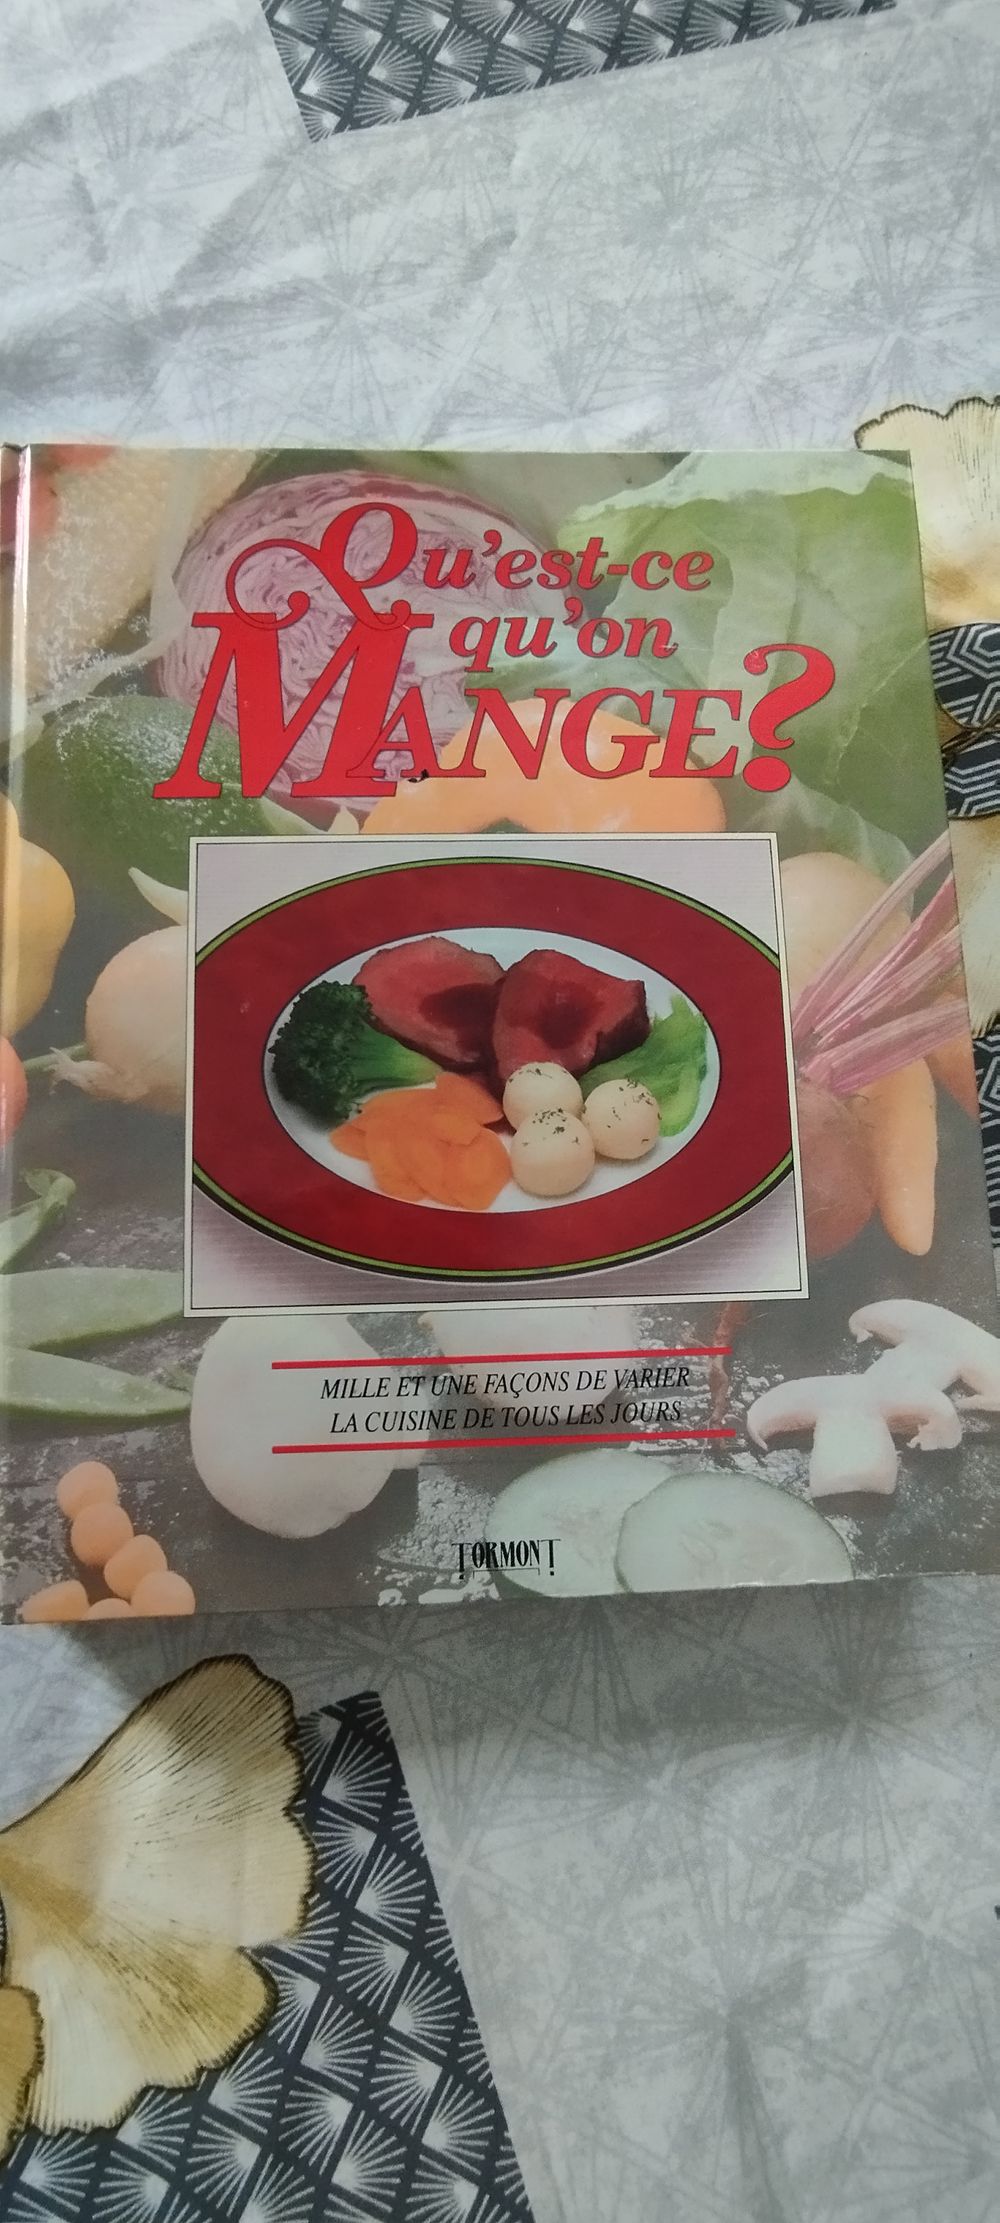 Qu'est-ce
qu'on
MANGE?
MILLE ET UNE FAÇONS DE VARIER
LA CUISINE DE TOUS LES JOURS
TORMONT